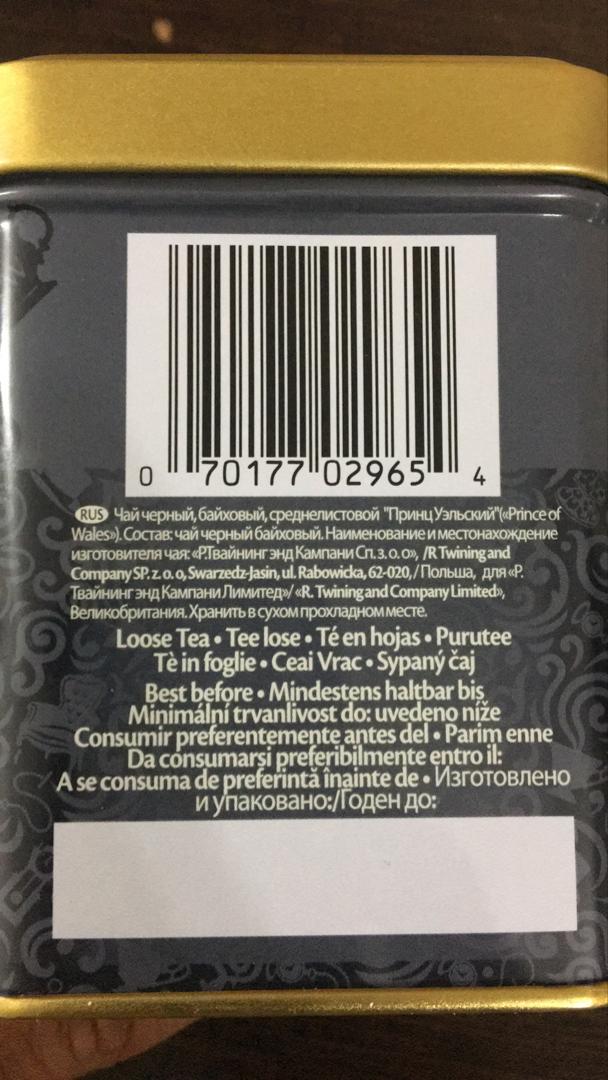 0 70177 02965 4
RUS Чай черный, байховый, среднелистовой "Принц Уэльский"(«Prince of
Wales»). Состав: чай черный байховый. Наименование и местонахождение
изготовителя чая: «Р.Твайнинг энд Кампани Сп. з. о. о», /R Twining and
Company SP. z. o. o, Swarzedz-Jasin, ul. Rabowicka, 62-020, / Польша, для «Р.
Твайнинг энд Кампани Лимитед»/ «R. Twining and Company Limited»,
Великобритания. Хранить в сухом прохладном месте.
Loose Tea • Tee lose • Té en hojas • Purutee
Tè in foglie • Ceai Vrac • Sypaný čaj
Best before • Mindestens haltbar bis
Minimální trvanlivost do: uvedeno níže
Consumir preferentemente antes del • Parim enne
Da consumarsi preferibilmente entro il:
A se consuma de preferintă înainte de • Изготовлено
и упаковано:/Годен до: